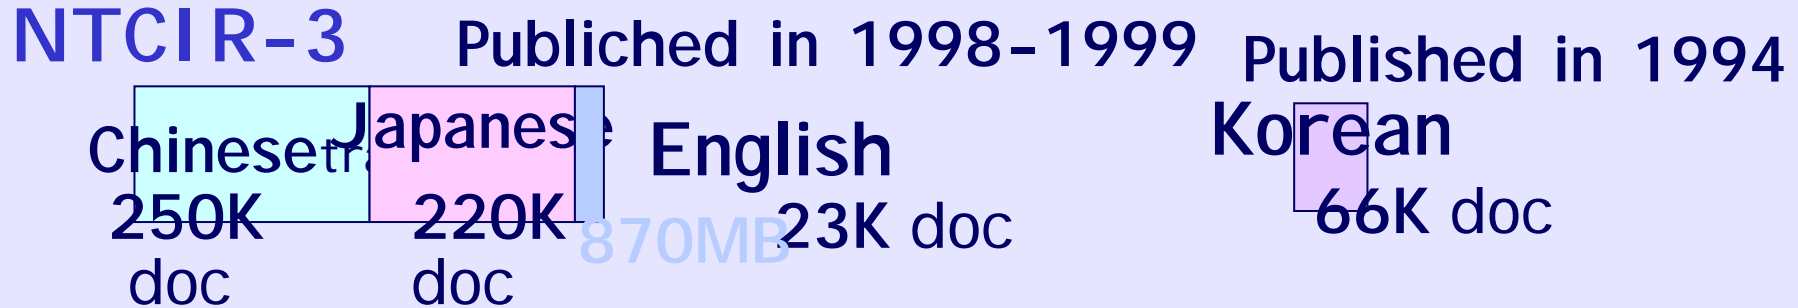 NTCIR-3 Publiched in 1998-1999 Published in 1994
Chinese Japanese English Korean
250K 220K 870MB 23K doc 66K doc
doc doc